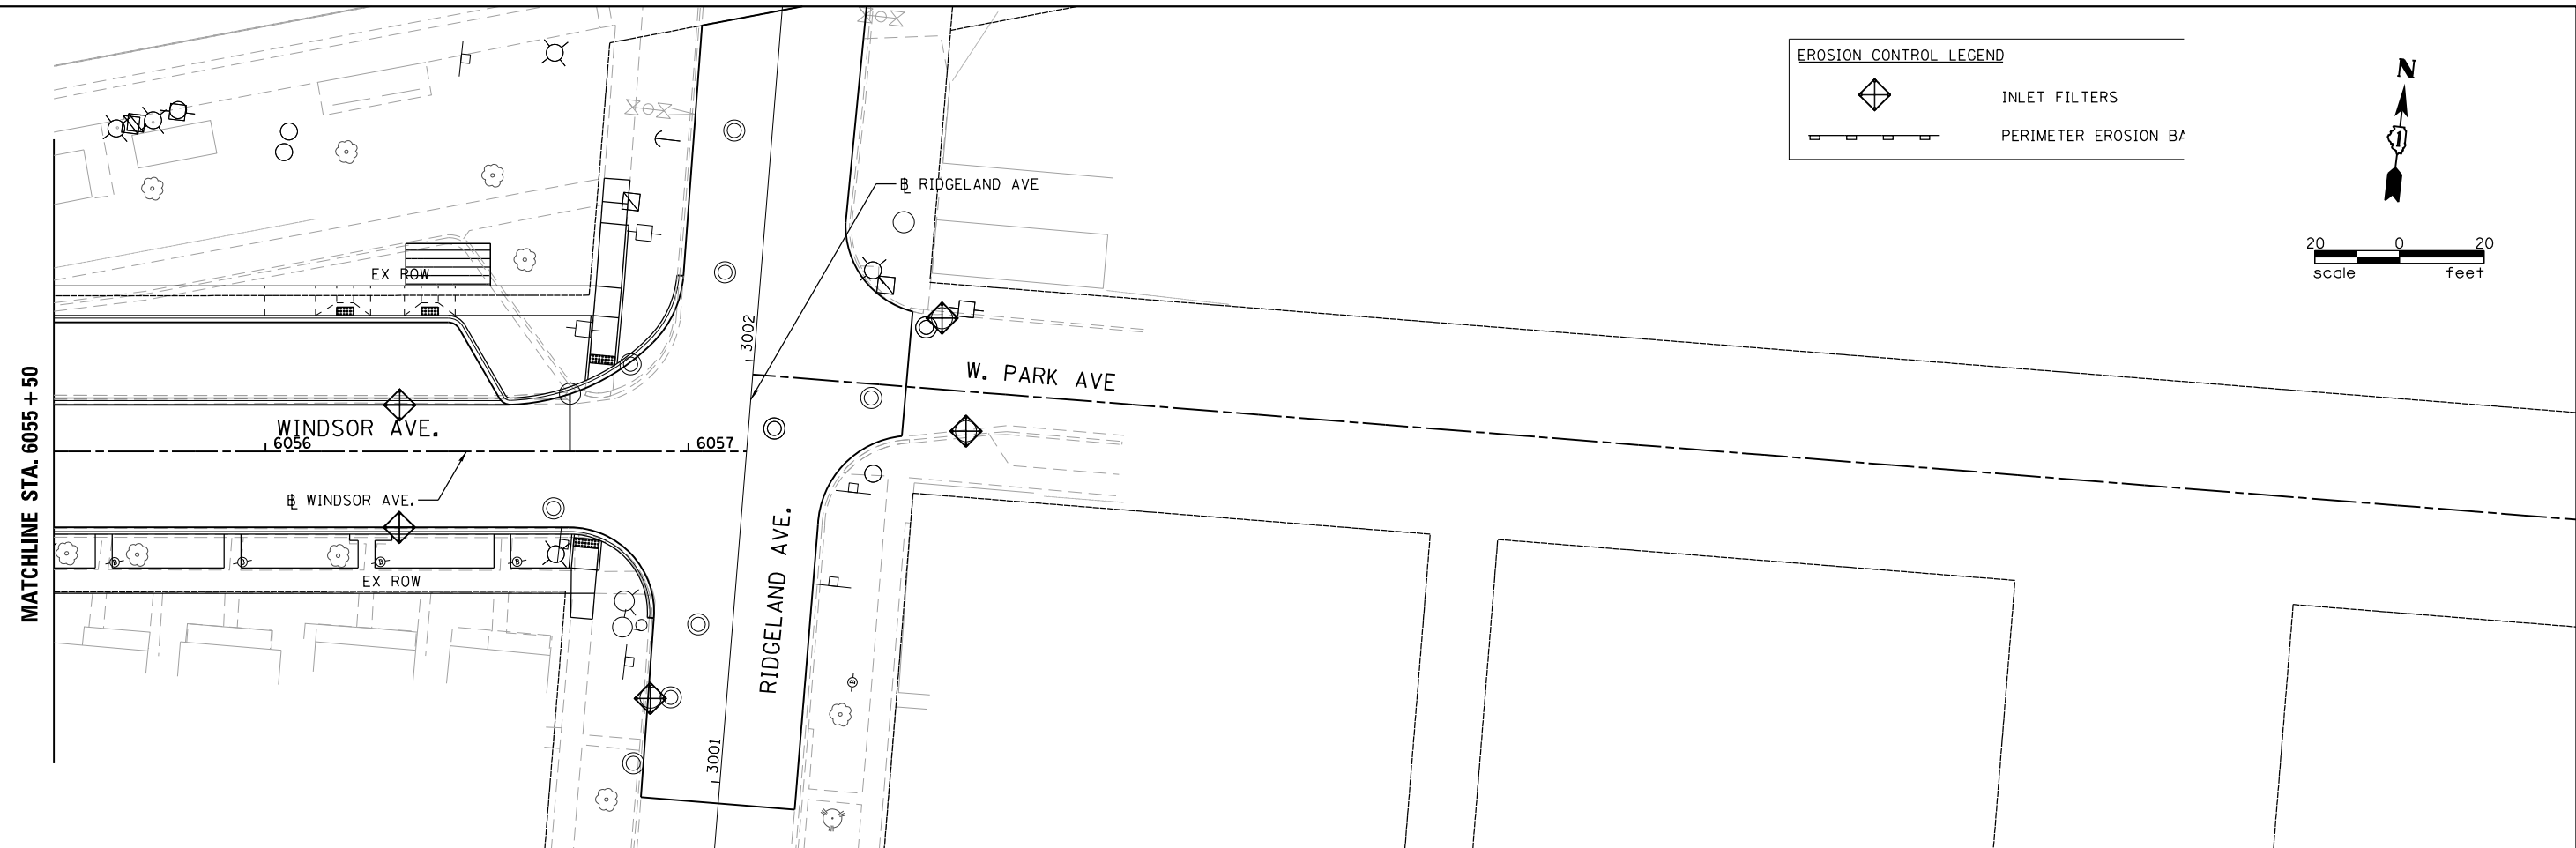 EROSION CONTROL LEGEND
INLET FILTERS
PERIMETER EROSION BA
N
1
20 0 20
scale feet
℄ RIDGELAND AVE
EX ROW
3002
W. PARK AVE
WINDSOR AVE.
6056
6057
℄ WINDSOR AVE.
MATCHLINE STA. 6055+50
EX ROW
RIDGELAND AVE.
3001